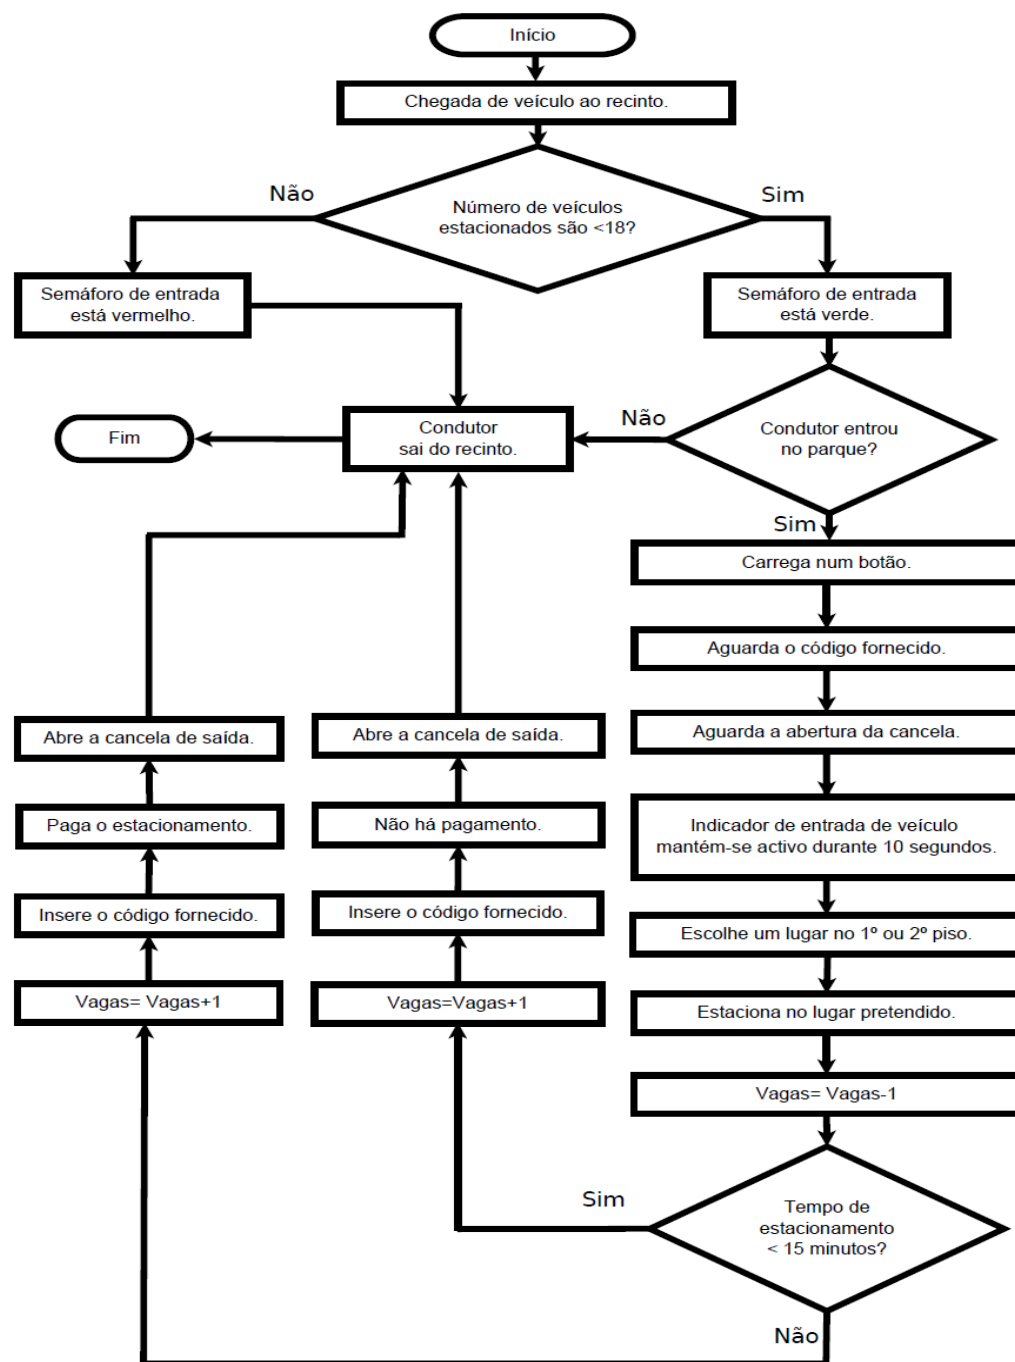 Início
Chegada de veículo ao recinto.
Não
Sim
Número de veículos
estacionados são <18?
Semáforo de entrada
está vermelho.
Semáforo de entrada
está verde.
Fim
Condutor
sai do recinto.
Não
Condutor entrou
no parque?
Sim
Carrega num botão.
Aguarda o código fornecido.
Aguarda a abertura da cancela.
Indicador de entrada de veículo
mantém-se activo durante 10 segundos.
Escolhe um lugar no 1º ou 2º piso.
Estaciona no lugar pretendido.
Vagas= Vagas-1
Tempo de
estacionamento
< 15 minutos?
Sim
Não
Vagas=Vagas+1
Insere o código fornecido.
Não há pagamento.
Abre a cancela de saída.
Vagas= Vagas+1
Insere o código fornecido.
Paga o estacionamento.
Abre a cancela de saída.